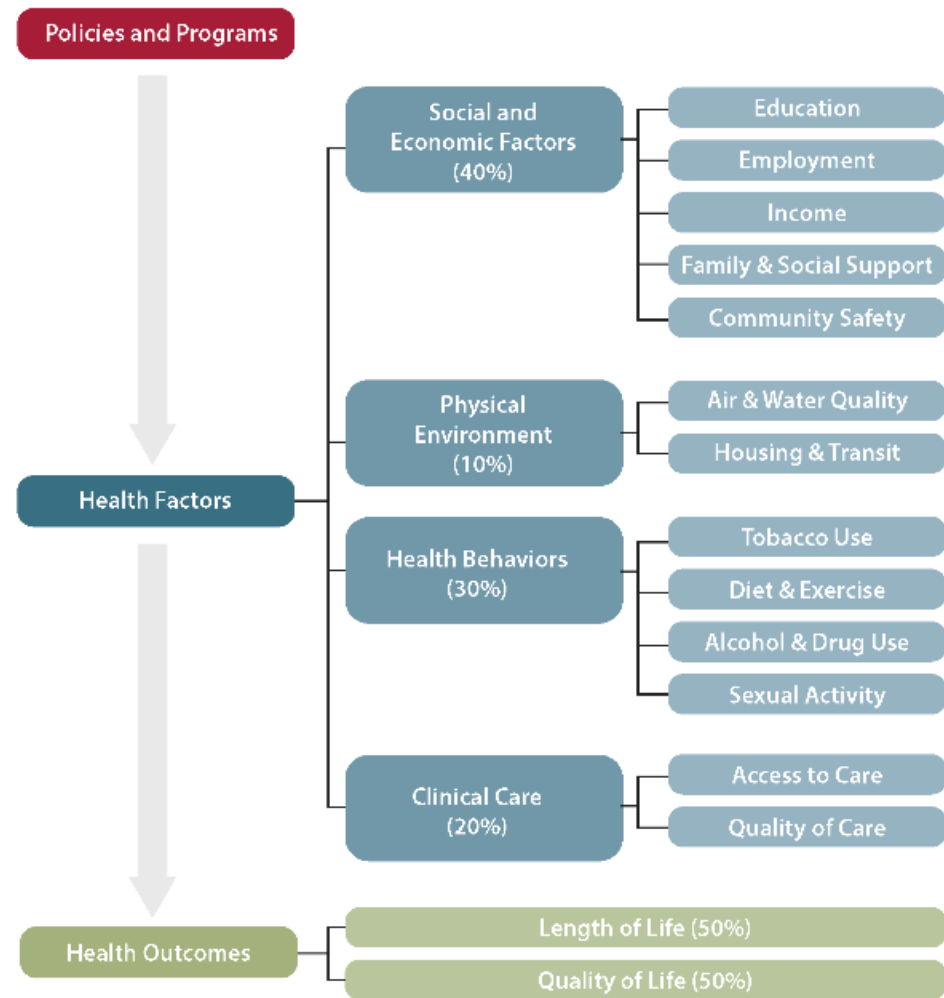 Policies and Programs
Social and
Economic Factors
(40%)
Education
Employment
Income
Family & Social Support
Community Safety
Physical
Environment
(10%)
Air & Water Quality
Housing & Transit
Health Factors
Health Behaviors
(30%)
Tobacco Use
Diet & Exercise
Alcohol & Drug Use
Sexual Activity
Clinical Care
(20%)
Access to Care
Quality of Care
Health Outcomes
Length of Life (50%)
Quality of Life (50%)